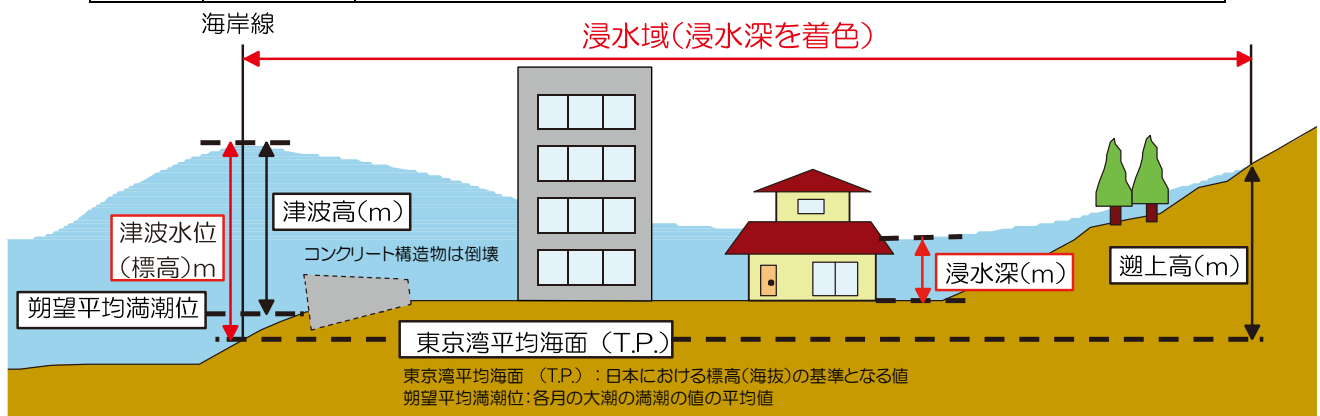 海岸線
浸水域(浸水深を着色)
津波高(m)
津波水位
(標高)m
コンクリート構造物は倒壊
浸水深(m)
遡上高(m)
朔望平均満潮位
東京湾平均海面 (T.P.)
東京湾平均海面 (T.P.) : 日本における標高(海抜)の基準となる値
朔望平均満潮位:各月の大潮の満潮の値の平均値